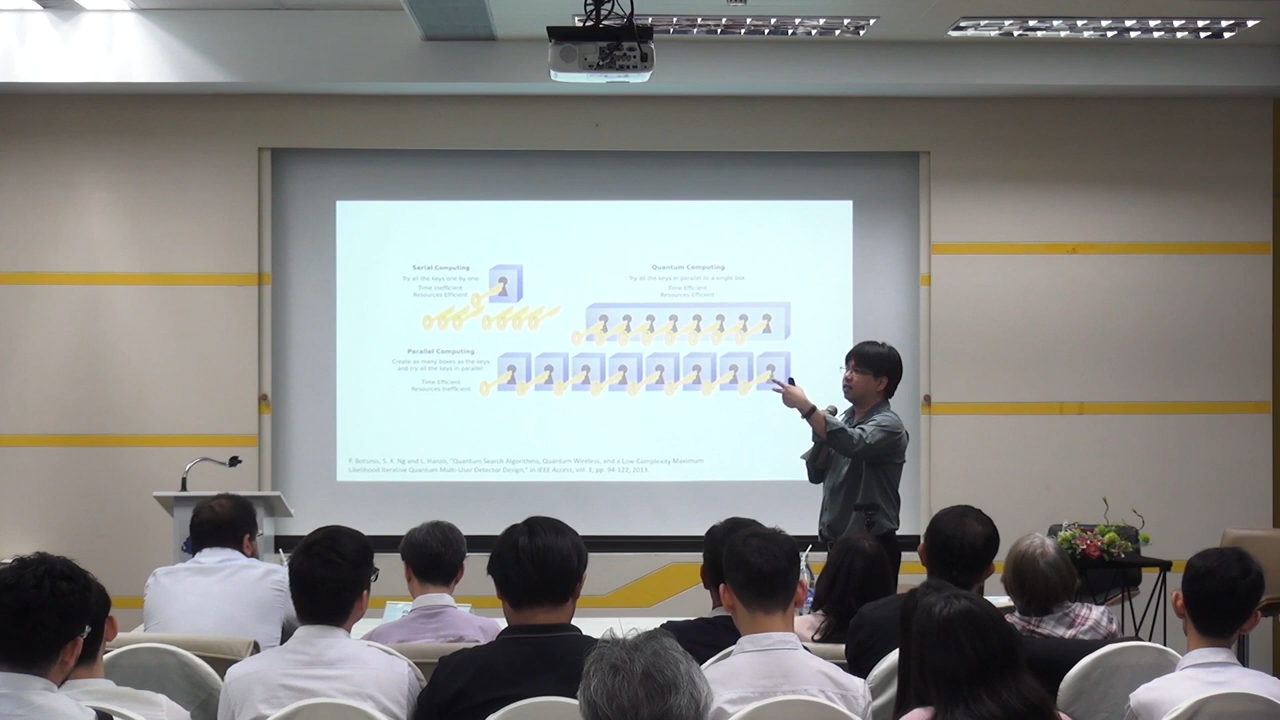 Serial Computing
Try all the keys one by one.
Time Inefficient
Resources Efficient
Quantum Computing
Try all the keys in parallel to a single box.
Time Efficient
Resources Efficient
Parallel Computing
Create as many boxes as the keys
and try all the keys in parallel.
Time Efficient
Resources Inefficient
P. Botsinis, S. X. Ng and L. Hanzo, "Quantum Search Algorithms, Quantum Wireless, and a Low-Complexity Maximum
Likelihood Iterative Quantum Multi-User Detector Design," in IEEE Access, vol. 1, pp. 94-122, 2013.